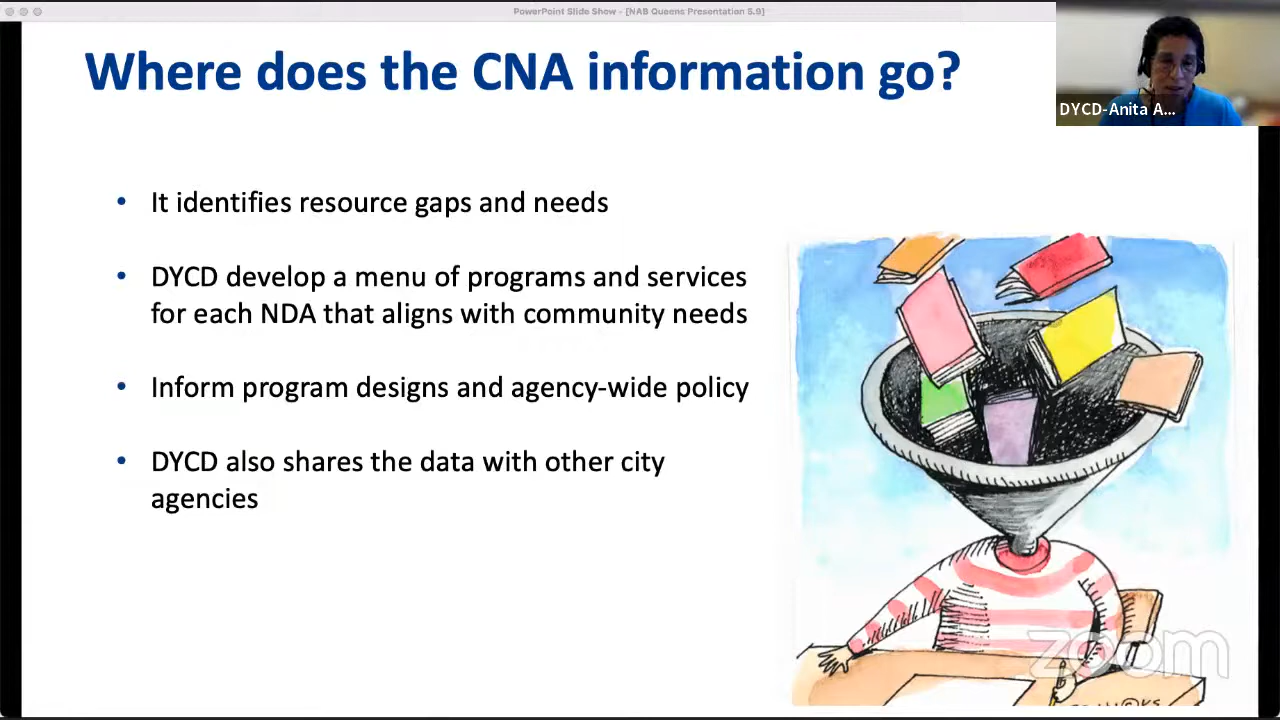 PowerPoint Slide Show - [NAB Queens Presentation 5.9]
Where does the CNA information go?
DYCD-Anita A...
• It identifies resource gaps and needs
• DYCD develop a menu of programs and services
for each NDA that aligns with community needs
• Inform program designs and agency-wide policy
• DYCD also shares the data with other city
agencies
zoom